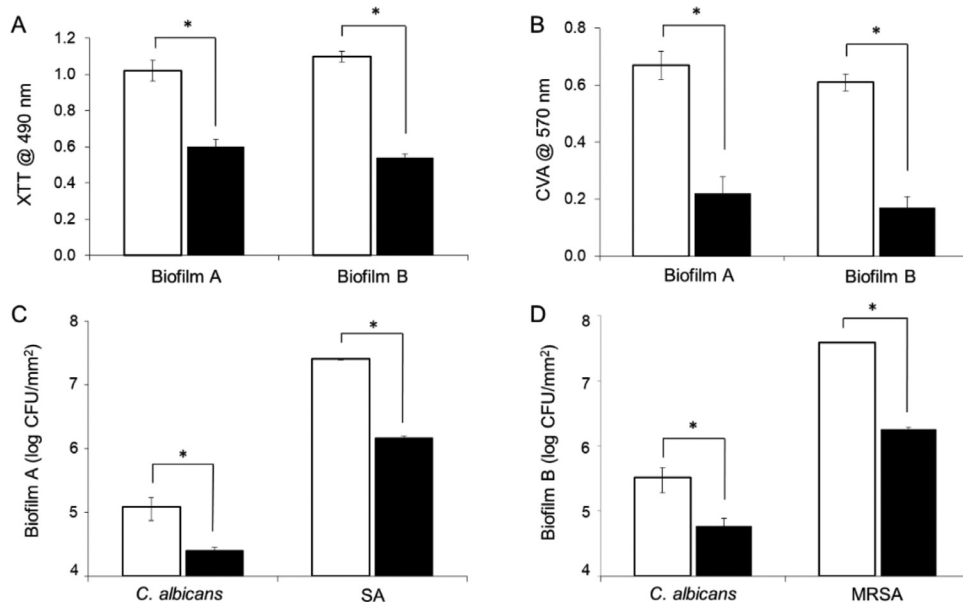 A
XTT @ 490 nm
1.2
1.0
0.8
0.6
0.4
0.2
0.0
*
*
Biofilm A
Biofilm B
B
CVA @ 570 nm
0.8
0.6
0.4
0.2
0.0
*
*
Biofilm A
Biofilm B
C
Biofilm A (log CFU/mm²)
8
7
6
5
4
*
*
C. albicans
SA
D
Biofilm B (log CFU/mm²)
8
7
6
5
4
*
*
C. albicans
MRSA